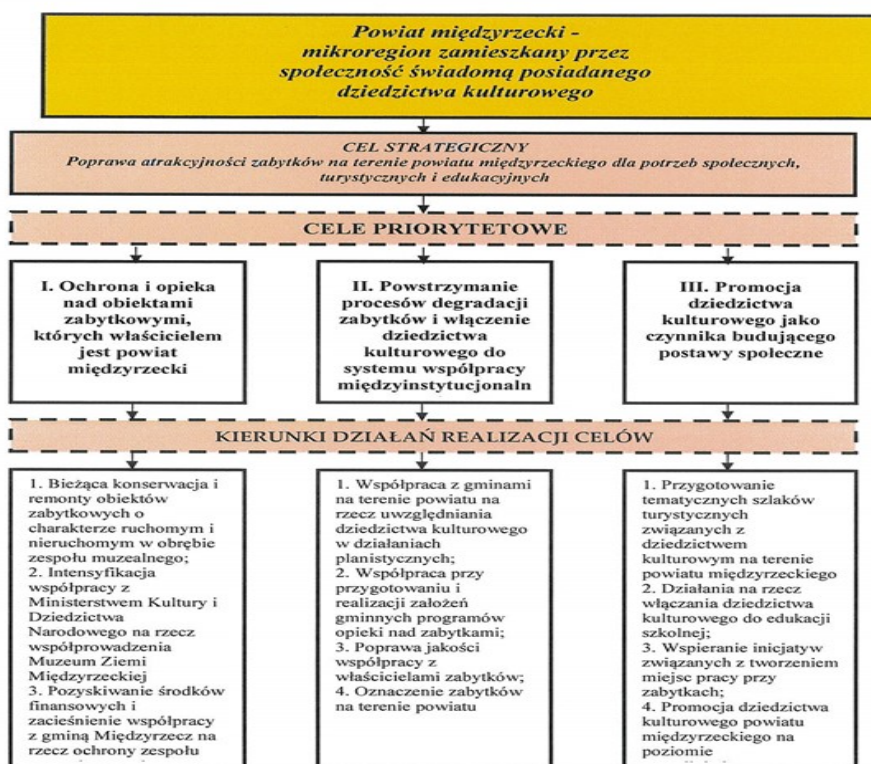 Powiat międzyrzecki -
mikroregion zamieszkany przez
społeczność świadomą posiadanego
dziedzictwa kulturowego
CEL STRATEGICZNY
Poprawa atrakcyjności zabytków na terenie powiatu międzyrzeckiego dla potrzeb społecznych,
turystycznych i edukacyjnych
CELE PRIORYTETOWE
I. Ochrona i opieka
nad obiektami
zabytkowymi,
których właścicielem
jest powiat
międzyrzecki
II. Powstrzymanie
procesów degradacji
zabytków i włączenie
dziedzictwa
kulturowego do
systemu współpracy
międzyinstytucjonaln
III. Promocja
dziedzictwa
kulturowego jako
czynnika budującego
postawy społeczne
KIERUNKI DZIAŁAŃ REALIZACJI CELÓW
1. Bieżąca konserwacja i
remonty obiektów
zabytkowych o
charakterze ruchomym i
nieruchomym w obrębie
zespołu muzealnego;
2. Intensyfikacja
współpracy z
Ministerstwem Kultury i
Dziedzictwa
Narodowego na rzecz
współprowadzenia
Muzeum Ziemi
Międzyrzeckiej
3. Pozyskiwanie środków
finansowych i
zacieśnienie współpracy
z gminą Międzyrzecz na
rzecz ochrony zespołu
1. Współpraca z gminami
na terenie powiatu na
rzecz uwzględniania
dziedzictwa kulturowego
w działaniach
planistycznych;
2. Współpraca przy
przygotowaniu i
realizacji założeń
gminnych programów
opieki nad zabytkami;
3. Poprawa jakości
współpracy z
właścicielami zabytków;
4. Oznaczenie zabytków
na terenie powiatu
1. Przygotowanie
tematycznych szlaków
turystycznych
związanych z
dziedzictwem
kulturowym na terenie
powiatu międzyrzeckiego
2. Działania na rzecz
włączania dziedzictwa
kulturowego do edukacji
szkolnej;
3. Wspieranie inicjatyw
związanych z tworzeniem
miejsc pracy przy
zabytkach;
4. Promocja dziedzictwa
kulturowego powiatu
międzyrzeckiego na
poziomie